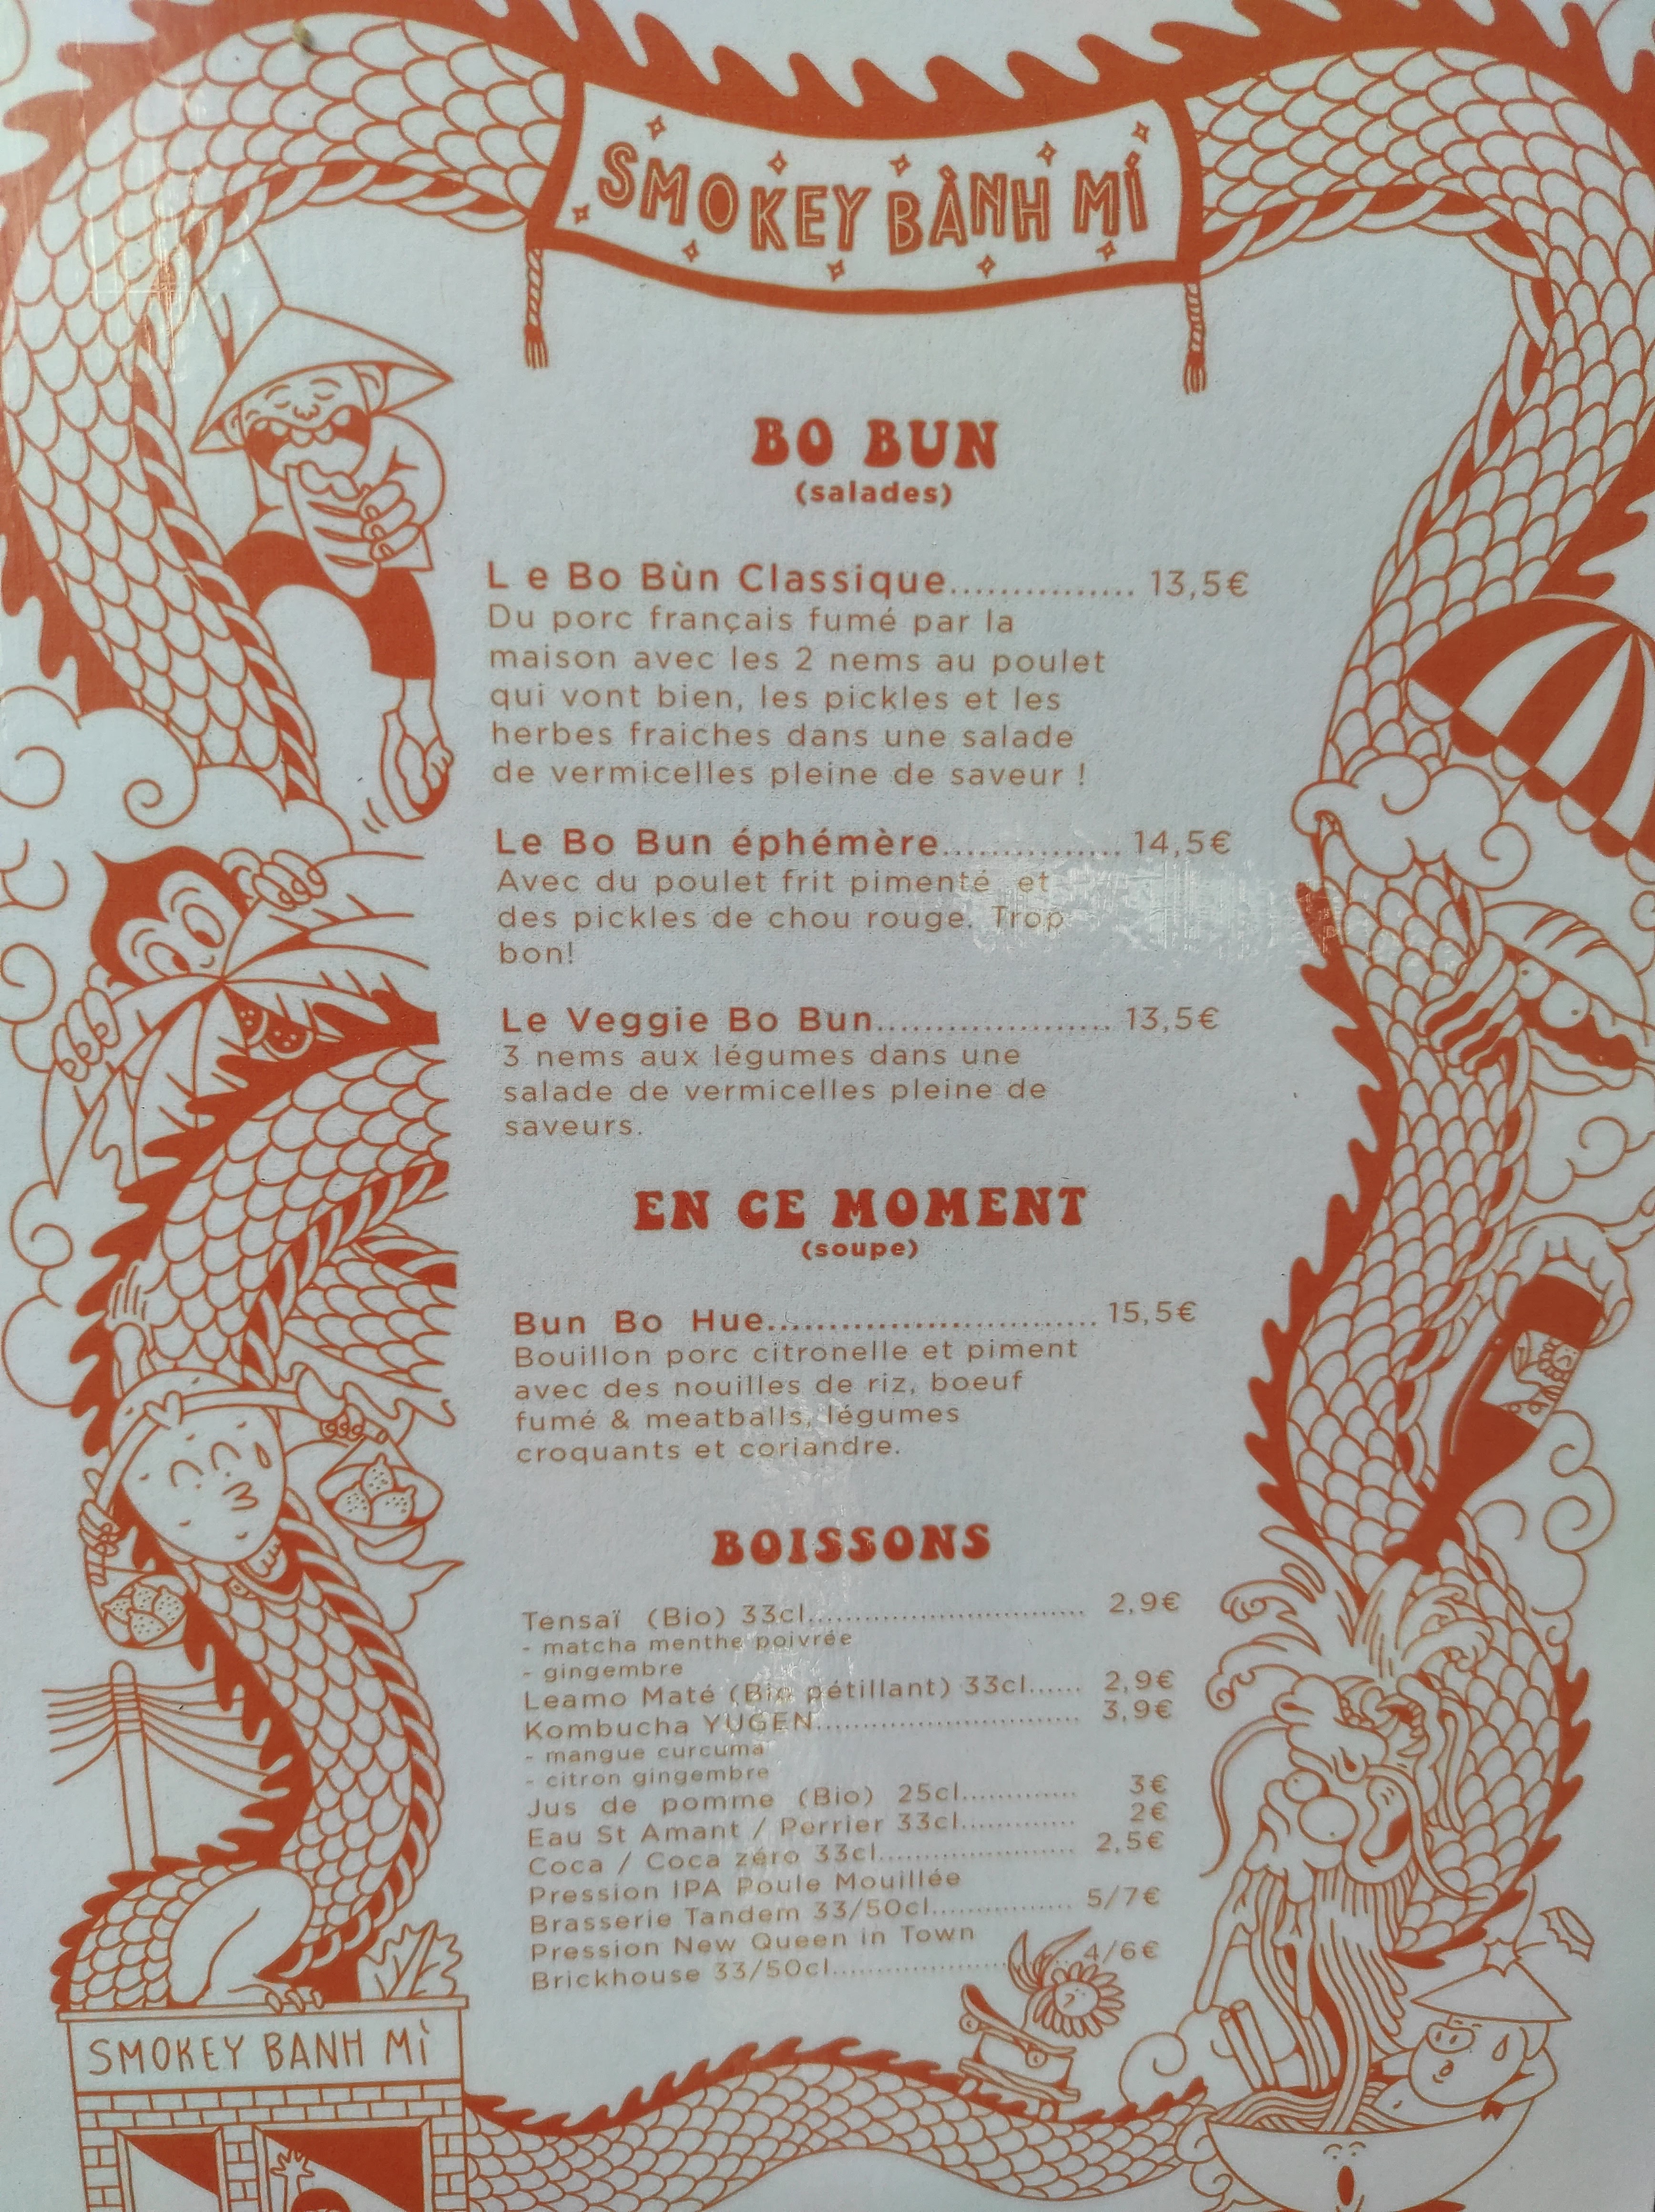 SMOKEY BÀNH MÍ
BO BUN
(salades)
L e Bo Bùn Classique............... 13,5€
Du porc français fumé par la
maison avec les 2 nems au poulet
qui vont bien, les pickles et les
herbes fraiches dans une salade
de vermicelles pleine de saveur !
Le Bo Bun éphémère............... 14,5€
Avec du poulet frit pimenté et
des pickles de chou rouge. Trop
bon!
Le Veggie Bo Bun.................... 13,5€
3 nems aux légumes dans une
salade de vermicelles pleine de
saveurs.
EN CE MOMENT
(soupe)
Bun Bo Hue............................ 15,5€
Bouillon porc citronelle et piment
avec des nouilles de riz, boeuf
fumé & meatballs, légumes
croquants et coriandre.
BOISSONS
Tensaï (Bio) 33cl................................ 2,9€
- matcha menthe poivrée
- gingembre
Leamo Maté (Bio pétillant) 33cl...... 2,9€
Kombucha YUGEN.............................. 3,9€
- mangue curcuma
- citron gingembre
Jus de pomme (Bio) 25cl............. 3€
Eau St Amant / Perrier 33cl............. 2€
Coca / Coca zéro 33cl...................... 2,5€
Pression IPA Poule Mouillée
Brasserie Tandem 33/50cl................ 5/7€
Pression New Queen in Town
Brickhouse 33/50cl........................... 4/6€
SMOKEY BANH MÌ